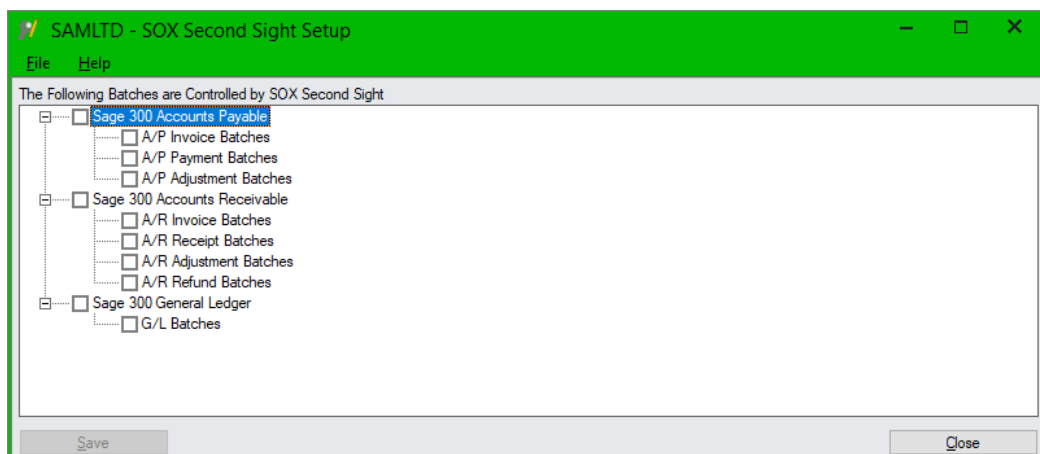 SAMLTD - SOX Second Sight Setup
File Help
The Following Batches are Controlled by SOX Second Sight
Sage 300 Accounts Payable
A/P Invoice Batches
A/P Payment Batches
A/P Adjustment Batches
Sage 300 Accounts Receivable
A/R Invoice Batches
A/R Receipt Batches
A/R Adjustment Batches
A/R Refund Batches
Sage 300 General Ledger
G/L Batches
Save Close